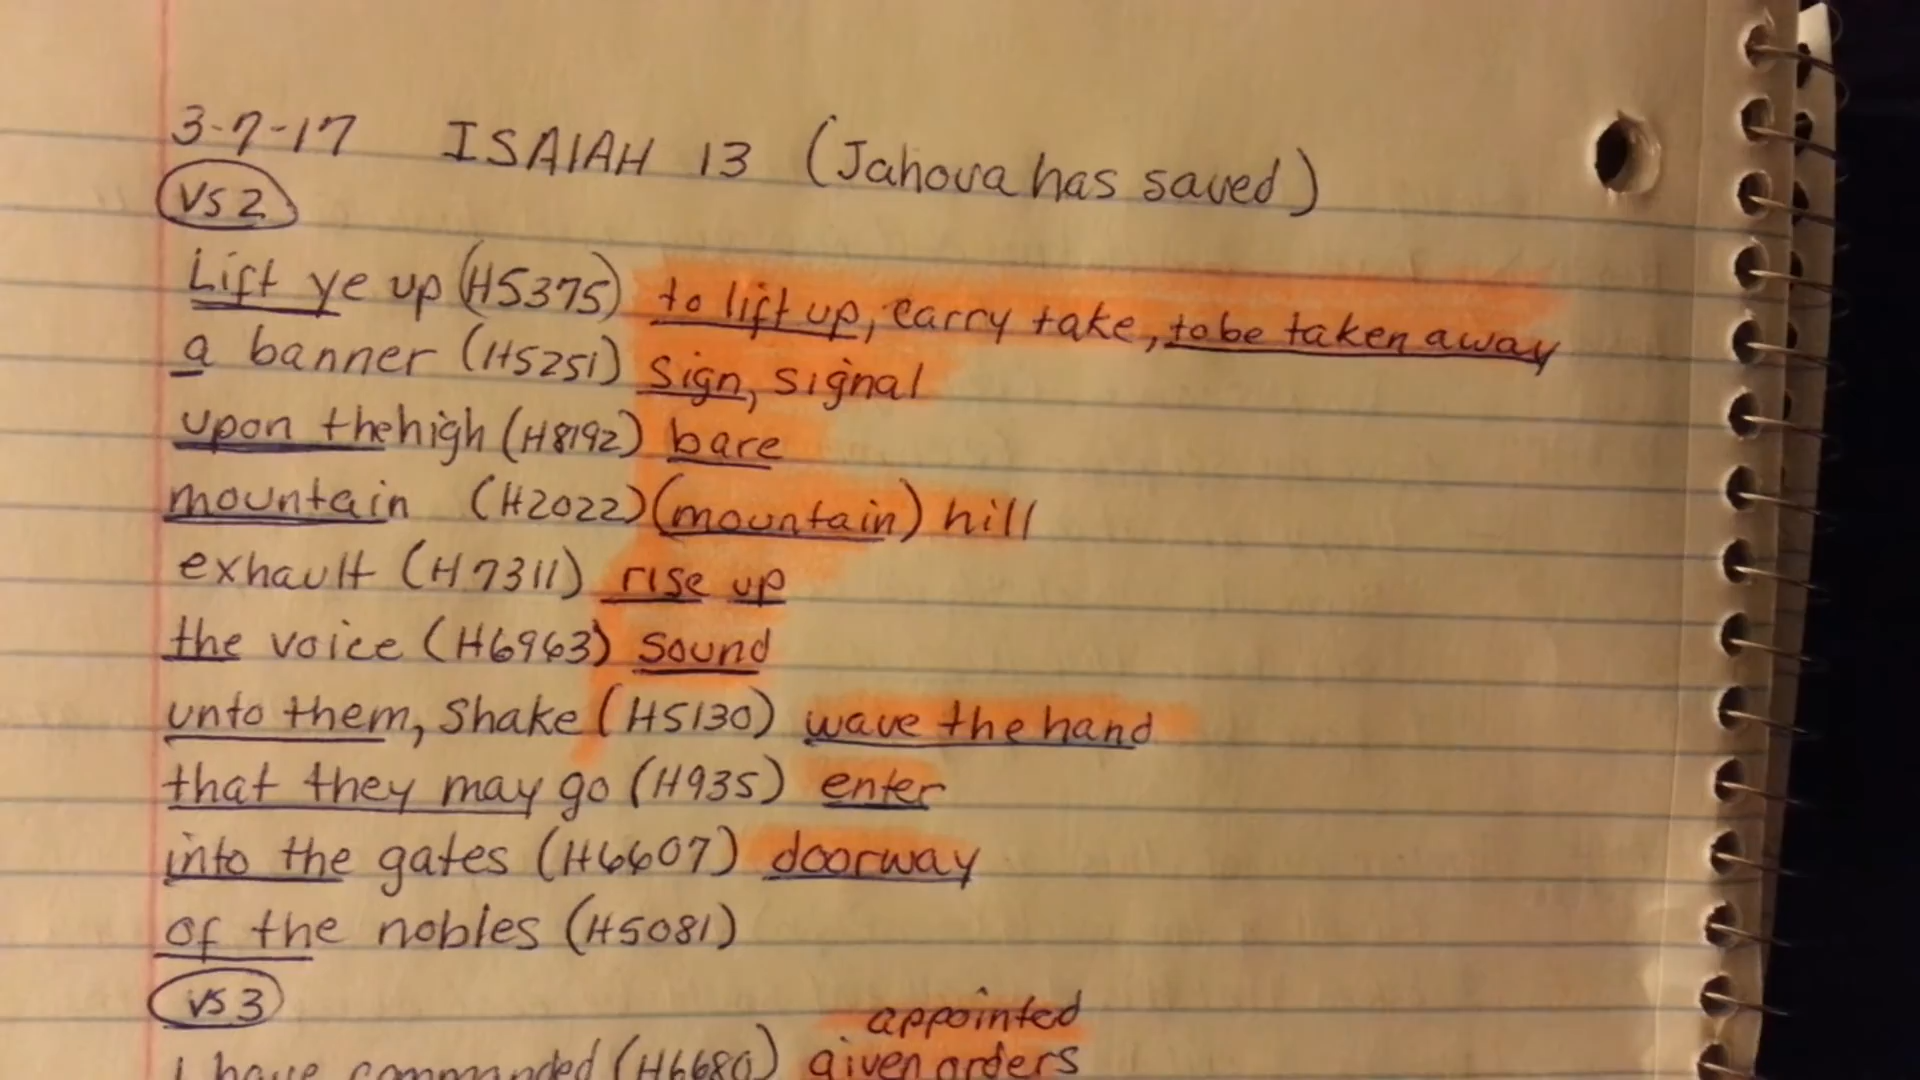 3-7-17 ISAIAH 13 (Jahova has saved)
vs 2
Lift ye up (H5375) to lift up, carry take, to be taken away
a banner (H5251) sign, signal
upon the high (H8192) bare
mountain (H2022) (mountain) hill
exhault (H7311) rise up
the voice (H6963) sound
unto them, shake (H5130) wave the hand
that they may go (H935) enter
into the gates (H6607) doorway
of the nobles (H5081)
vs 3
appointed
I have commanded (H6680) given orders